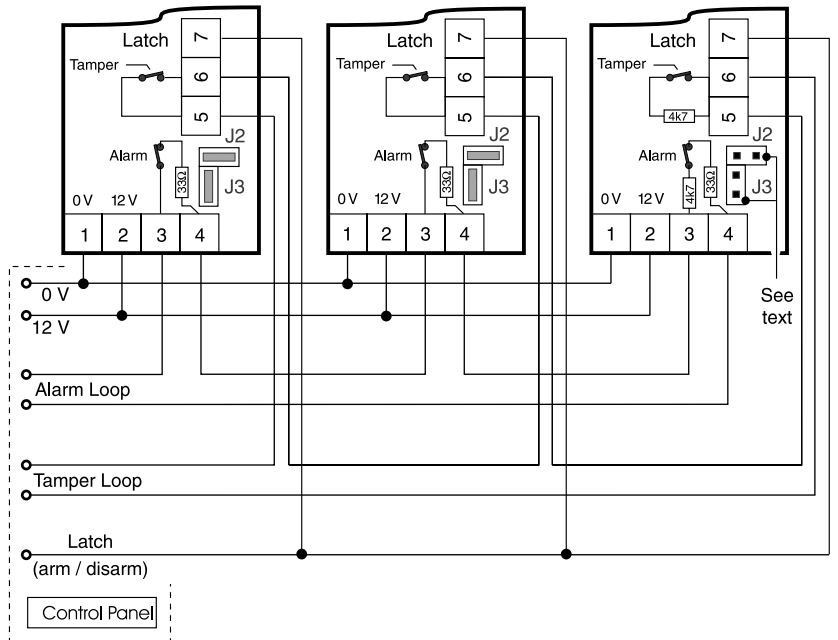 Latch 7
Tamper
6
5
J2
Alarm
33Ω
J3
0 V 12 V
1 2 3 4
Latch 7
Tamper
6
5
J2
Alarm
33Ω
J3
0 V 12 V
1 2 3 4
Latch 7
Tamper
6
4k7 5
J2
Alarm
4k7 33Ω
J3
0 V 12 V
1 2 3 4
See
text
0 V
12 V
Alarm Loop
Tamper Loop
Latch
(arm / disarm)
Control Panel